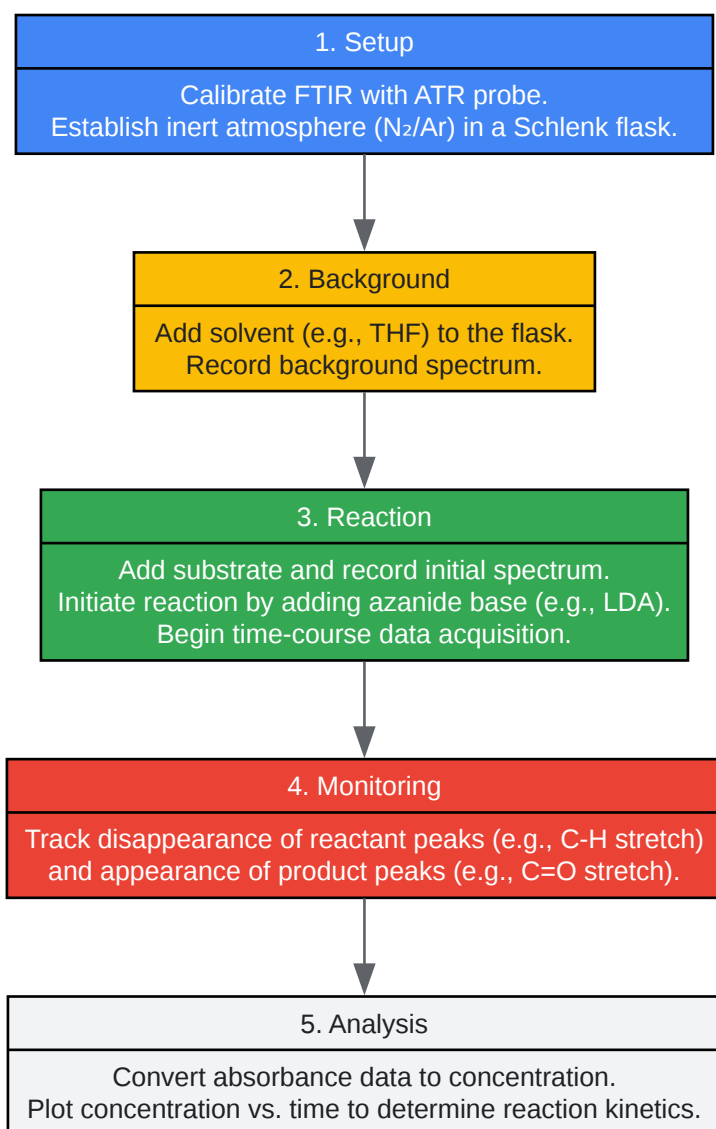 1. Setup
Calibrate FTIR with ATR probe.
Establish inert atmosphere (N₂/Ar) in a Schlenk flask.
2. Background
Add solvent (e.g., THF) to the flask.
Record background spectrum.
3. Reaction
Add substrate and record initial spectrum.
Initiate reaction by adding azanide base (e.g., LDA).
Begin time-course data acquisition.
4. Monitoring
Track disappearance of reactant peaks (e.g., C-H stretch)
and appearance of product peaks (e.g., C=O stretch).
5. Analysis
Convert absorbance data to concentration.
Plot concentration vs. time to determine reaction kinetics.